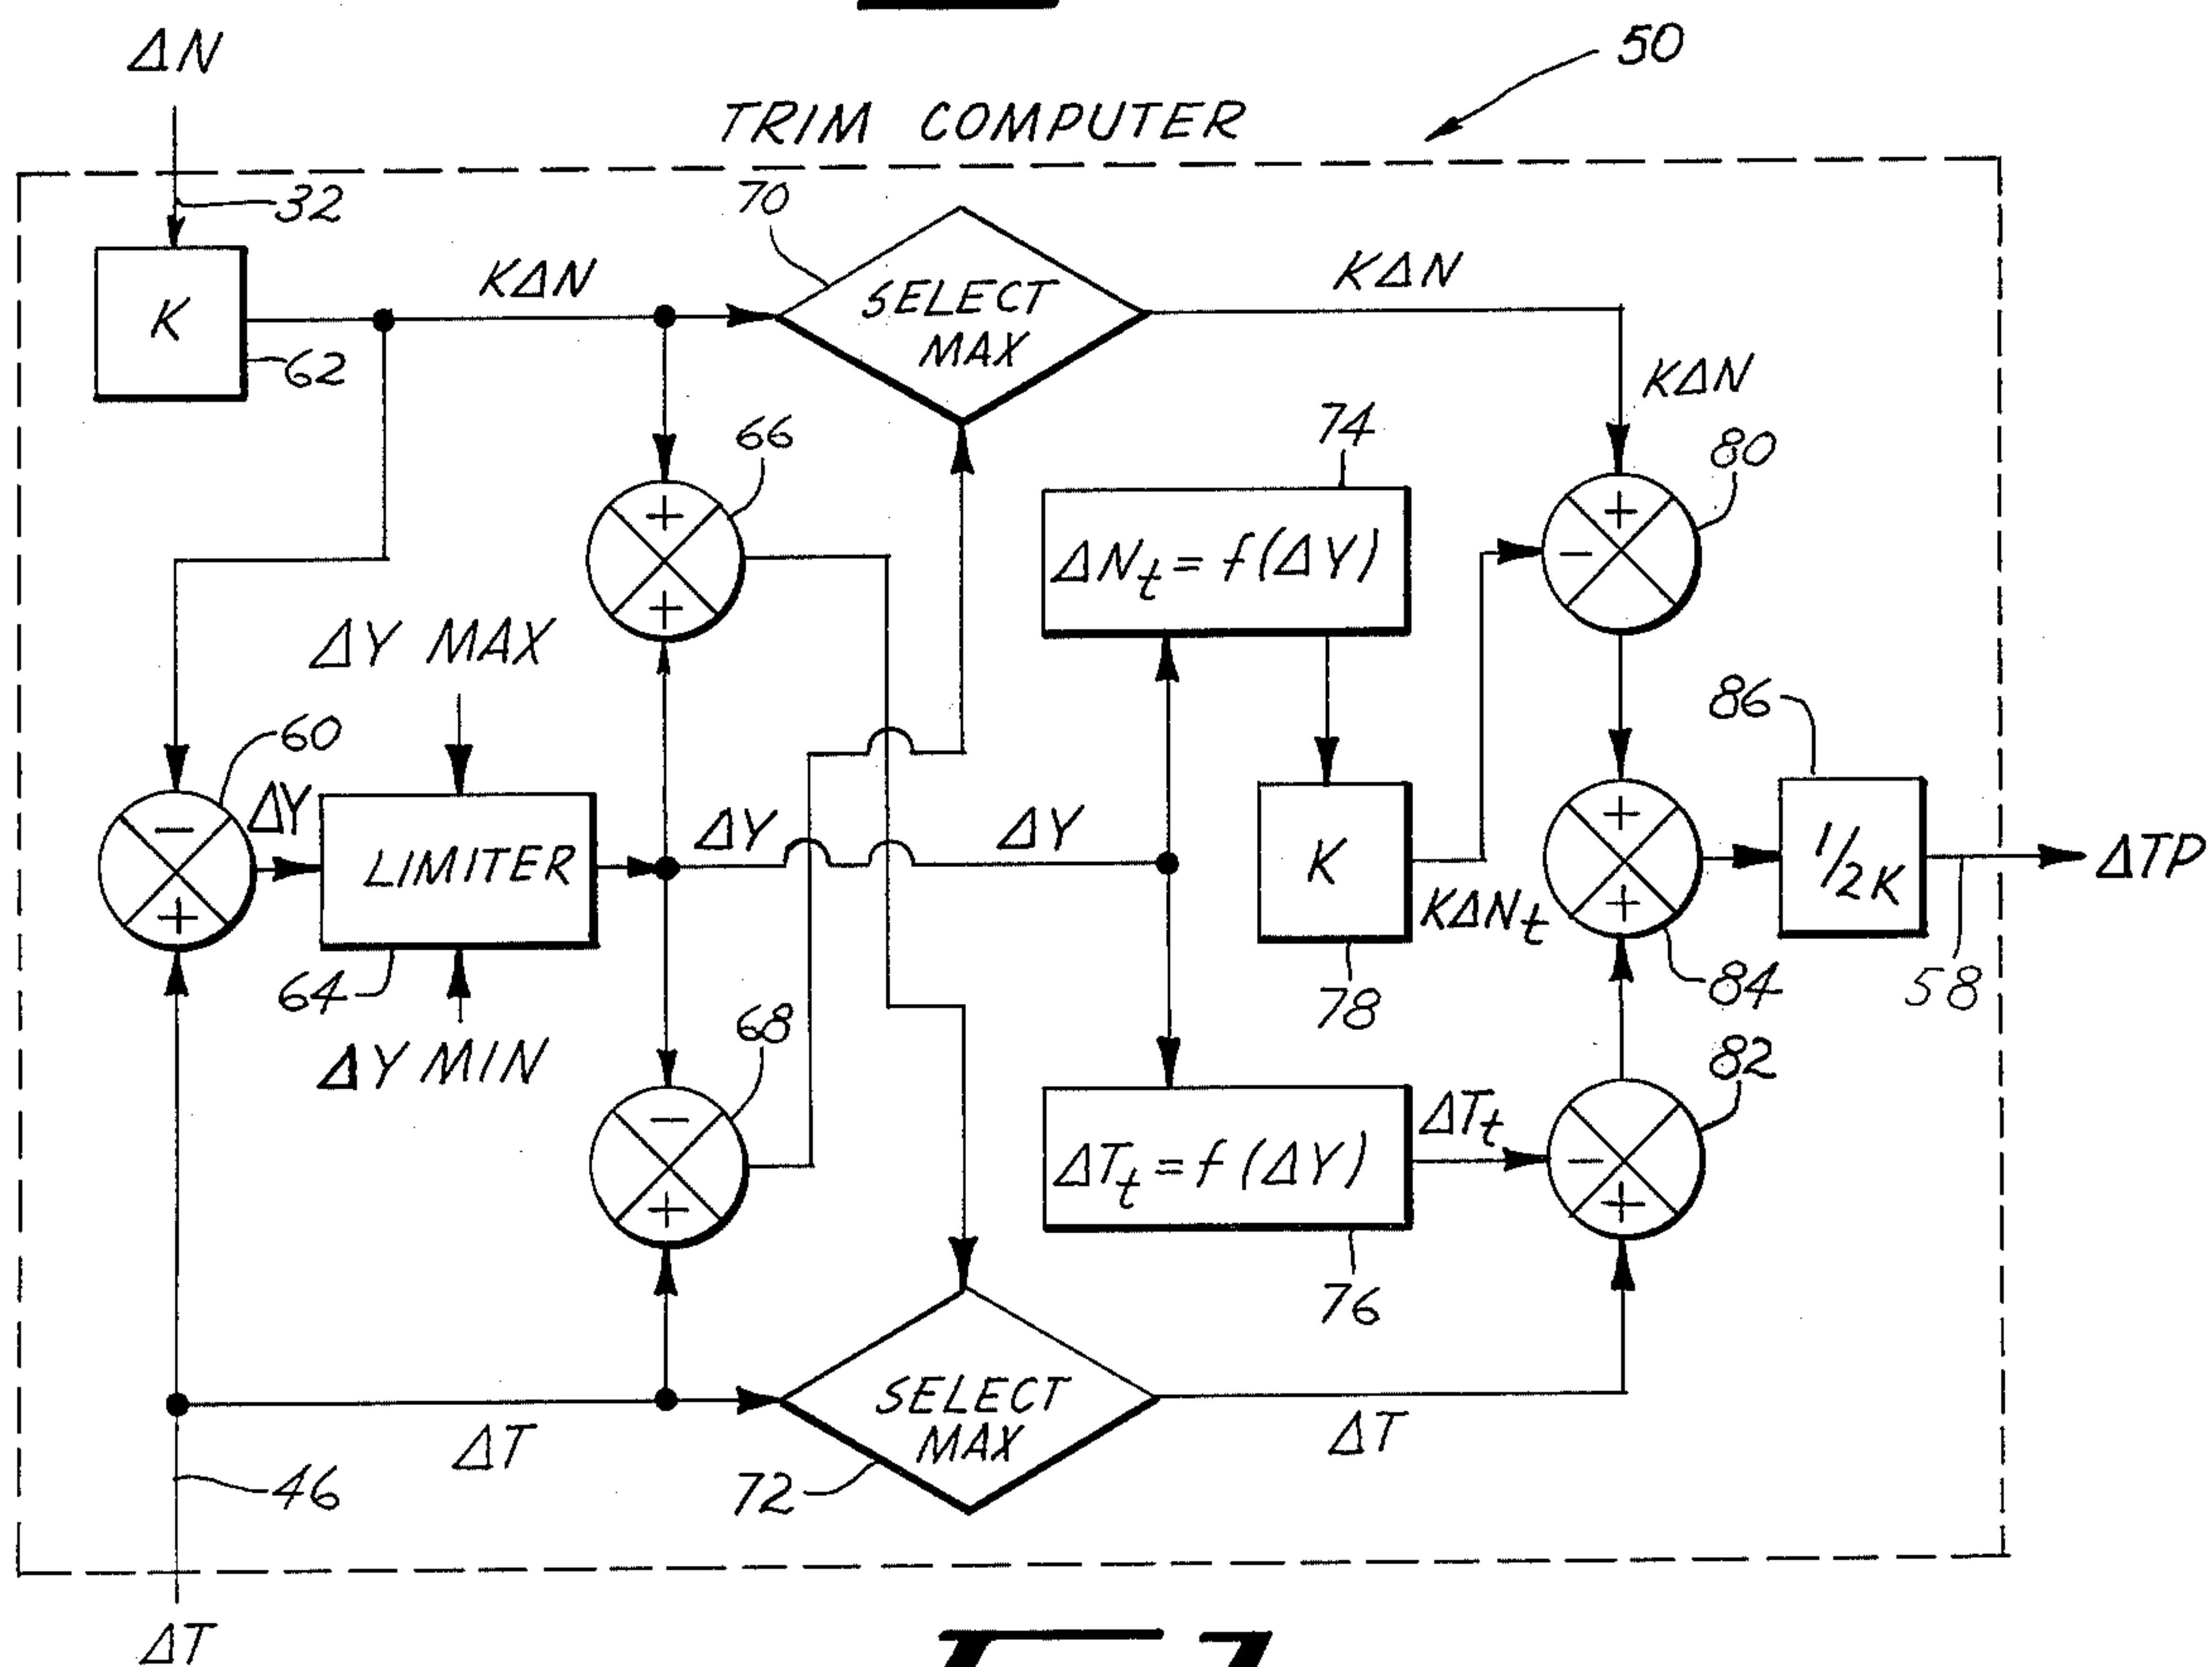 50
ΔN
TRIM COMPUTER
32
70
K
62
KΔN
SELECT
MAX
KΔN
KΔN
66
+
+
74
ΔNt = f(ΔY)
80
+
−
ΔY MAX
60
−
+
ΔY
LIMITER
64
ΔY MIN
ΔY
ΔY
K
KΔNt
78
86
+
+
84
1/2K
58
ΔTP
68
−
+
ΔTt = f(ΔY)
76
ΔTt
82
−
+
46
ΔT
SELECT
MAX
72
ΔT
ΔT